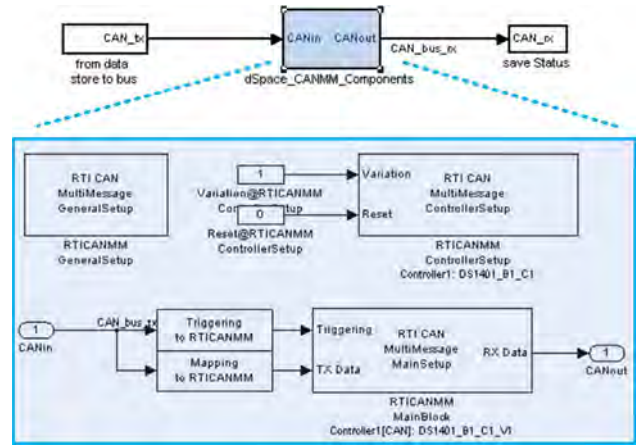 CAN_tx
from data
store to bus
CANin CANout
dSpace_CANMM_Components
CAN_bus_rx
CAN_rx
save Status
RTI CAN
MultiMessage
GeneralSetup
RTICANMM
GeneralSetup
1
Variation@RTICANMM
ControllerSetup
0
Reset@RTICANMM
ControllerSetup
Variation
Reset
RTI CAN
MultiMessage
ControllerSetup
RTICANMM
ControllerSetup
Controller1: DS1401_B1_C1
1
CANin
CAN_bus_tx
Triggering
to RTICANMM
Mapping
to RTICANMM
Triggering
TX Data
RTI CAN
MultiMessage
MainSetup
RX Data
RTICANMM
MainBlock
Controller1[CAN]: DS1401_B1_C1_V1
1
CANout